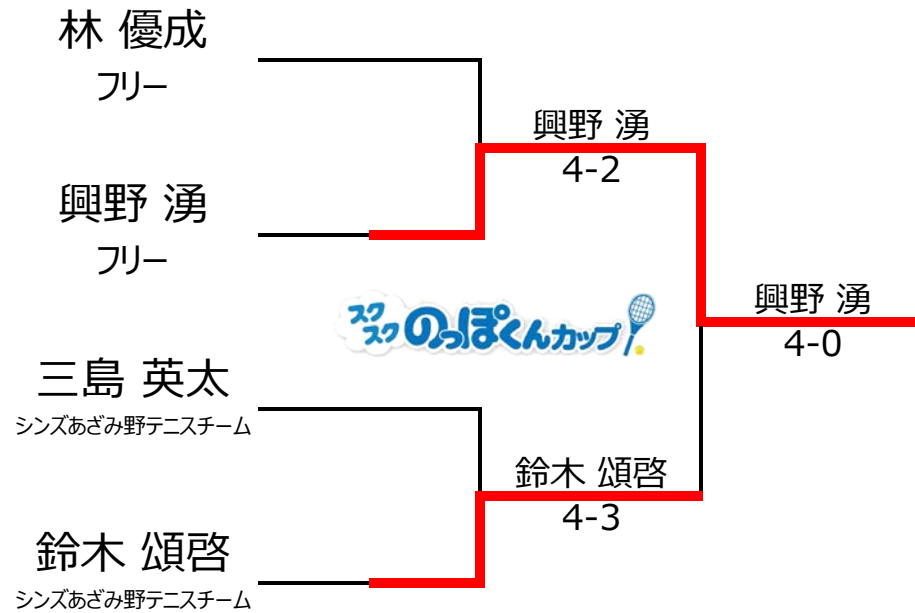 林 優成
フリー
興野 湧
4-2
興野 湧
フリー
スクスクのっぽくんカップ
興野 湧
4-0
三島 英太
シンズあざみ野テニスチーム
鈴木 頌啓
4-3
鈴木 頌啓
シンズあざみ野テニスチーム